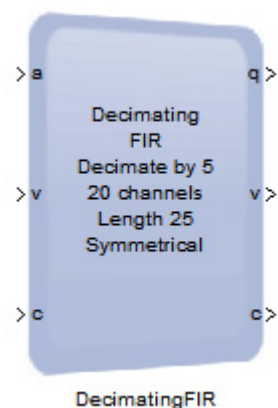 > a q >
Decimating
FIR
Decimate by 5
> v 20 channels v >
Length 25
Symmetrical
> c c >
DecimatingFIR